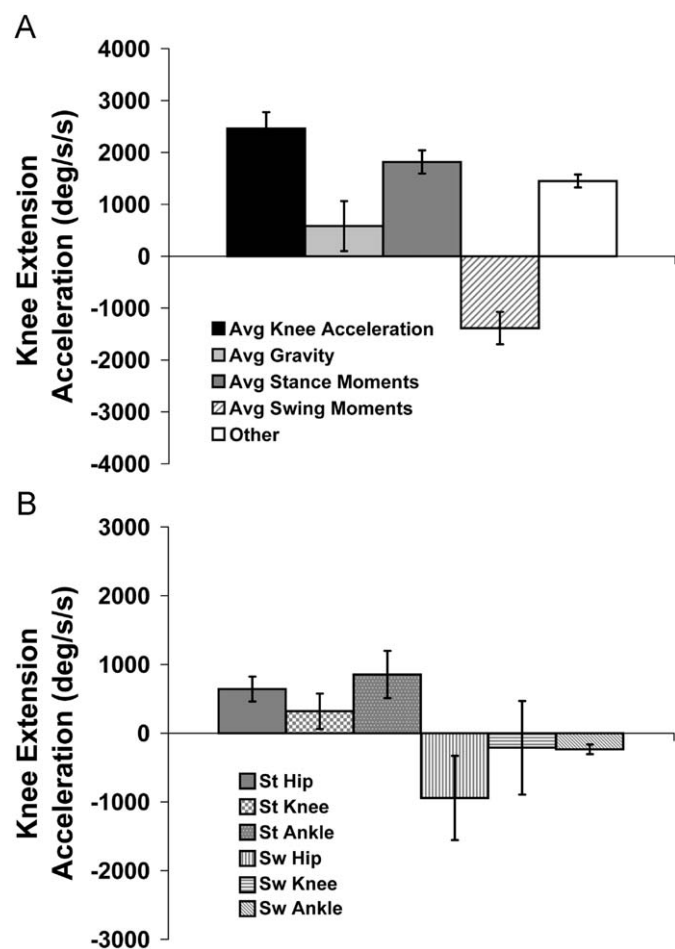 A
Knee Extension
Acceleration (deg/s/s)
4000
3000
2000
1000
0
-1000
-2000
-3000
-4000
Avg Knee Acceleration
Avg Gravity
Avg Stance Moments
Avg Swing Moments
Other
B
Knee Extension
Acceleration (deg/s/s)
3000
2000
1000
0
-1000
-2000
-3000
St Hip
St Knee
St Ankle
Sw Hip
Sw Knee
Sw Ankle